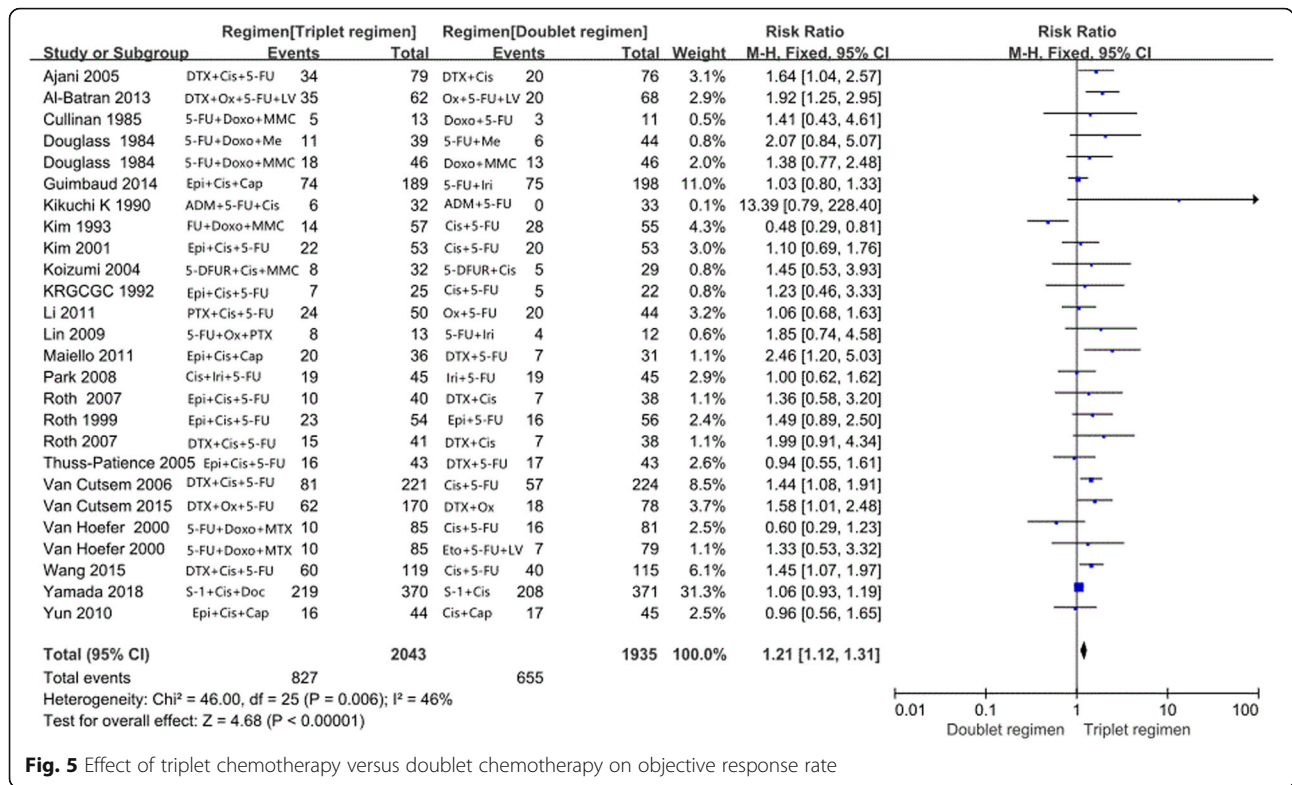 Regimen[Triplet regimen] Regimen[Doublet regimen] Risk Ratio Risk Ratio
Study or Subgroup Events Total Events Total Weight M-H, Fixed, 95% CI M-H, Fixed, 95% CI
Ajani 2005 DTX+Cis+5-FU 34 79 DTX+Cis 20 76 3.1% 1.64 [1.04, 2.57]
Al-Batran 2013 DTX+Ox+5-FU+LV 35 62 Ox+5-FU+LV 20 68 2.9% 1.92 [1.25, 2.95]
Cullinan 1985 5-FU+Doxo+MMC 5 13 Doxo+5-FU 3 11 0.5% 1.41 [0.43, 4.61]
Douglass 1984 5-FU+Doxo+Me 11 39 5-FU+Me 6 44 0.8% 2.07 [0.84, 5.07]
Douglass 1984 5-FU+Doxo+MMC 18 46 Doxo+MMC 13 46 2.0% 1.38 [0.77, 2.48]
Guimbaud 2014 Epi+Cis+Cap 74 189 5-FU+Iri 75 198 11.0% 1.03 [0.80, 1.33]
Kikuchi K 1990 ADM+5-FU+Cis 6 32 ADM+5-FU 0 33 0.1% 13.39 [0.79, 228.40]
Kim 1993 FU+Doxo+MMC 14 57 Cis+5-FU 28 55 4.3% 0.48 [0.29, 0.81]
Kim 2001 Epi+Cis+5-FU 22 53 Cis+5-FU 20 53 3.0% 1.10 [0.69, 1.76]
Koizumi 2004 5-DFUR+Cis+MMC 8 32 5-DFUR+Cis 5 29 0.8% 1.45 [0.53, 3.93]
KRGCGC 1992 Epi+Cis+5-FU 7 25 Cis+5-FU 5 22 0.8% 1.23 [0.46, 3.33]
Li 2011 PTX+Cis+5-FU 24 50 Ox+5-FU 20 44 3.2% 1.06 [0.68, 1.63]
Lin 2009 5-FU+Ox+PTX 8 13 5-FU+Iri 4 12 0.6% 1.85 [0.74, 4.58]
Maiello 2011 Epi+Cis+Cap 20 36 DTX+5-FU 7 31 1.1% 2.46 [1.20, 5.03]
Park 2008 Cis+Iri+5-FU 19 45 Iri+5-FU 19 45 2.9% 1.00 [0.62, 1.62]
Roth 2007 Epi+Cis+5-FU 10 40 DTX+Cis 7 38 1.1% 1.36 [0.58, 3.20]
Roth 1999 Epi+Cis+5-FU 23 54 Epi+5-FU 16 56 2.4% 1.49 [0.89, 2.50]
Roth 2007 DTX+Cis+5-FU 15 41 DTX+Cis 7 38 1.1% 1.99 [0.91, 4.34]
Thuss-Patience 2005 Epi+Cis+5-FU 16 43 DTX+5-FU 17 43 2.6% 0.94 [0.55, 1.61]
Van Cutsem 2006 DTX+Cis+5-FU 81 221 Cis+5-FU 57 224 8.5% 1.44 [1.08, 1.91]
Van Cutsem 2015 DTX+Ox+5-FU 62 170 DTX+Ox 18 78 3.7% 1.58 [1.01, 2.48]
Van Hoefer 2000 5-FU+Doxo+MTX 10 85 Cis+5-FU 16 81 2.5% 0.60 [0.29, 1.23]
Van Hoefer 2000 5-FU+Doxo+MTX 10 85 Eto+5-FU+LV 7 79 1.1% 1.33 [0.53, 3.32]
Wang 2015 DTX+Cis+5-FU 60 119 Cis+5-FU 40 115 6.1% 1.45 [1.07, 1.97]
Yamada 2018 S-1+Cis+Doc 219 370 S-1+Cis 208 371 31.3% 1.06 [0.93, 1.19]
Yun 2010 Epi+Cis+Cap 16 44 Cis+Cap 17 45 2.5% 0.96 [0.56, 1.65]
Total (95% CI) 2043 1935 100.0% 1.21 [1.12, 1.31]
Total events 827 655
Heterogeneity: Chi² = 46.00, df = 25 (P = 0.006); I² = 46%
Test for overall effect: Z = 4.68 (P < 0.00001)
0.01 0.1 1 10 100
Doublet regimen Triplet regimen
Fig. 5 Effect of triplet chemotherapy versus doublet chemotherapy on objective response rate